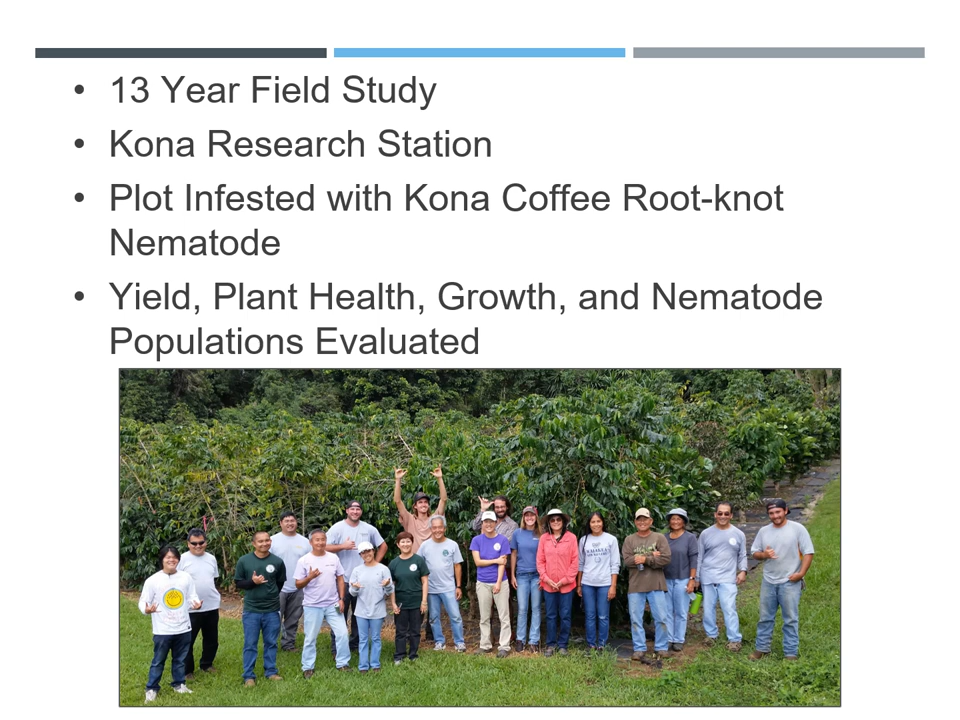 • 13 Year Field Study
• Kona Research Station
• Plot Infested with Kona Coffee Root-knot
Nematode
• Yield, Plant Health, Growth, and Nematode
Populations Evaluated